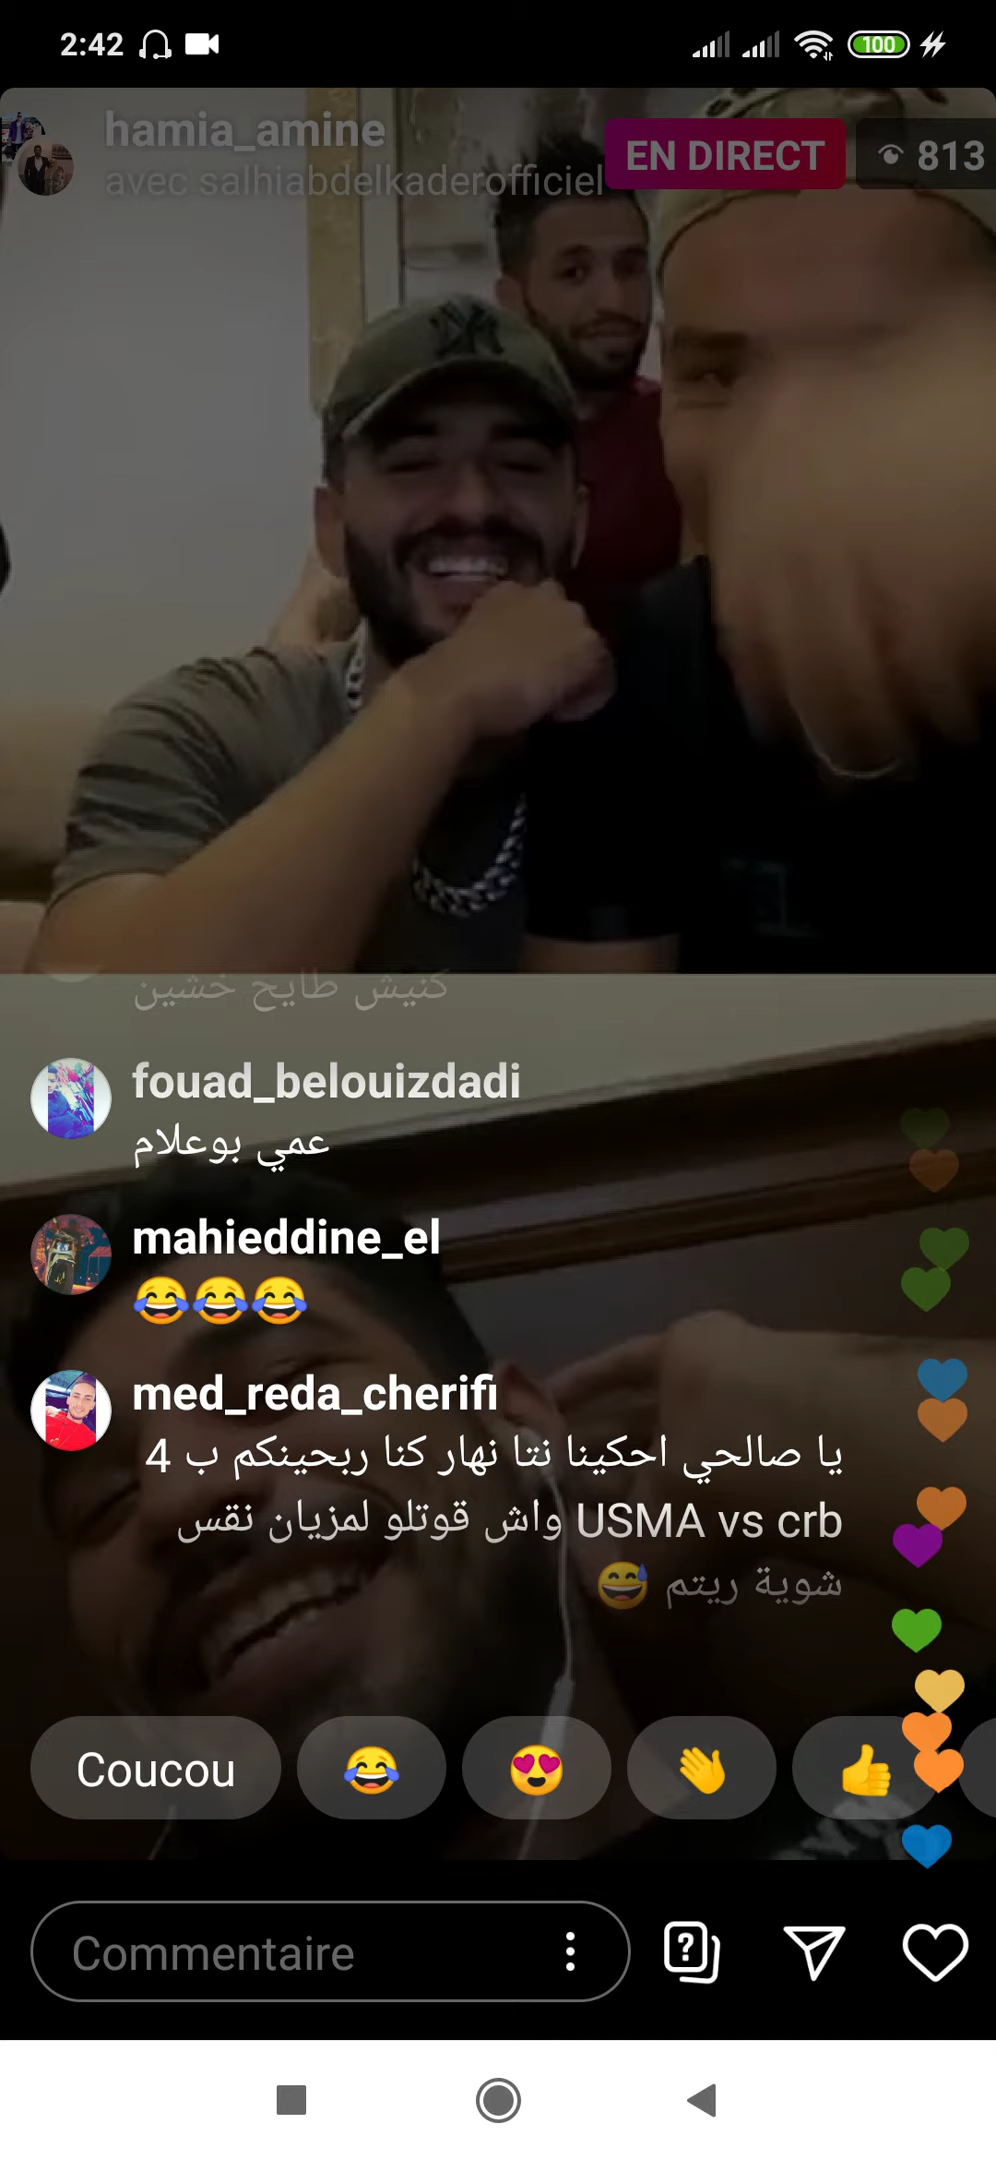 2:42
100
hamia_amine
EN DIRECT
813
avec salhiabdelkaderofficiel
كنيش طايح خشين
fouad_belouizdadi
عمي بوعلام
mahieddine_el
😂😂😂
med_reda_cherifi
يا صالحي احكينا نتا نهار كنا ربحينكم ب 4
USMA vs crb واش قوتلو لمزيان نقس
شوية ريتم 😅
Coucou
Commentaire